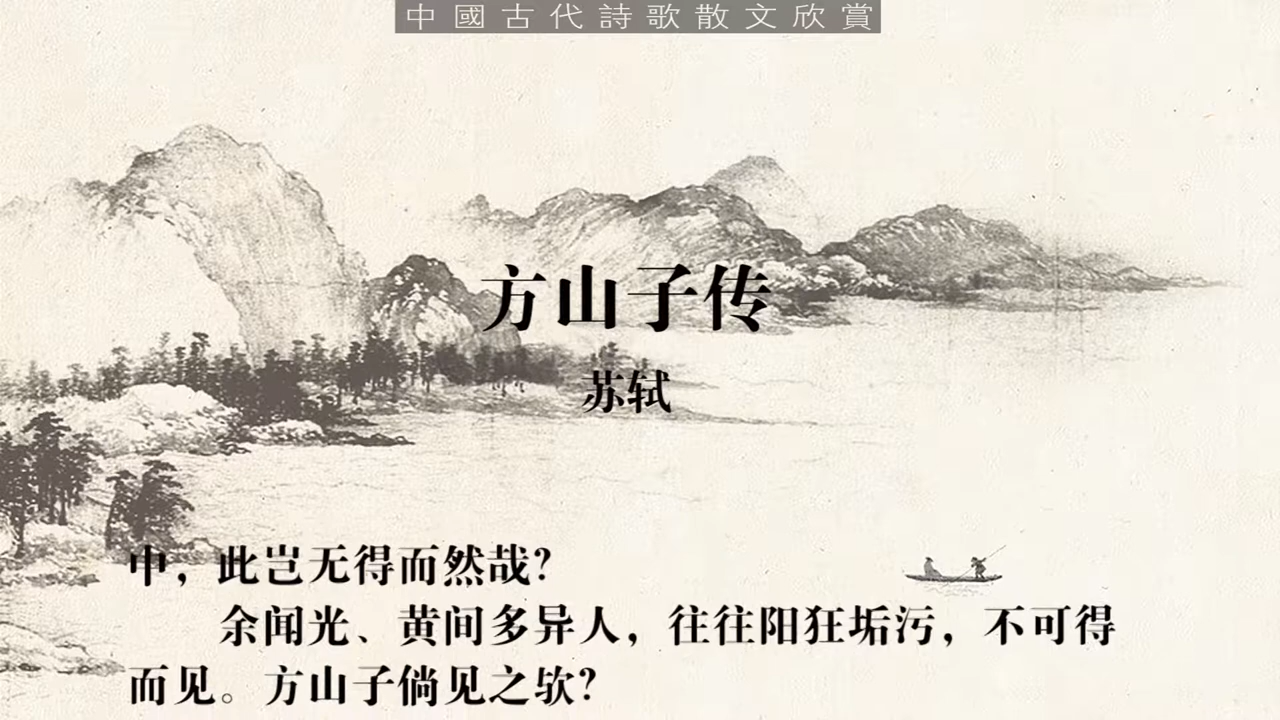 中國古代詩歌散文欣賞
方山子传
苏轼
中，此岂无得而然哉？
余闻光、黄间多异人，往往阳狂垢污，不可得
而见。方山子倘见之欤？